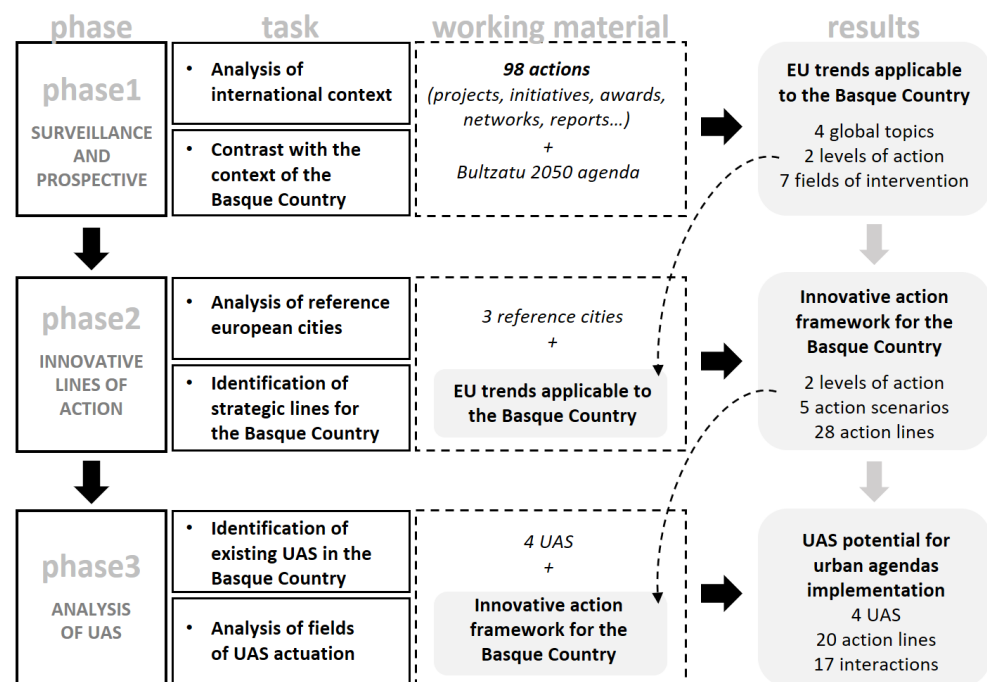 phase
task
working material
results
phase1
SURVEILLANCE
AND
PROSPECTIVE
• Analysis of
international context
• Contrast with the
context of the
Basque Country
98 actions
(projects, initiatives, awards,
networks, reports...)
+
Bultzatu 2050 agenda
EU trends applicable
to the Basque Country
4 global topics
2 levels of action
7 fields of intervention
phase2
INNOVATIVE
LINES OF
ACTION
• Analysis of reference
european cities
• Identification of
strategic lines for
the Basque Country
3 reference cities
+
EU trends applicable to
the Basque Country
Innovative action
framework for the
Basque Country
2 levels of action
5 action scenarios
28 action lines
phase3
ANALYSIS
OF UAS
• Identification of
existing UAS in the
Basque Country
• Analysis of fields
of UAS actuation
4 UAS
+
Innovative action
framework for the
Basque Country
UAS potential for
urban agendas
implementation
4 UAS
20 action lines
17 interactions